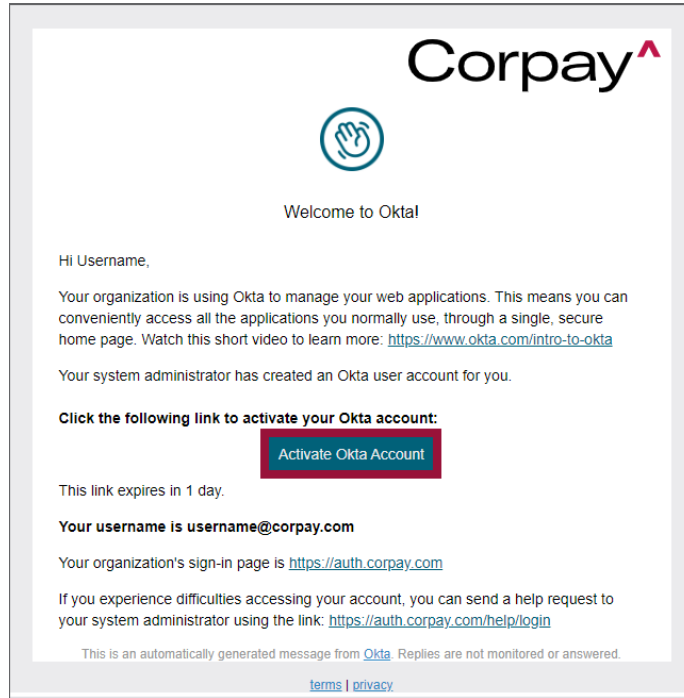 Corpay^
Welcome to Okta!
Hi Username,
Your organization is using Okta to manage your web applications. This means you can
conveniently access all the applications you normally use, through a single, secure
home page. Watch this short video to learn more: https://www.okta.com/intro-to-okta
Your system administrator has created an Okta user account for you.
Click the following link to activate your Okta account:
Activate Okta Account
This link expires in 1 day.
Your username is username@corpay.com
Your organization's sign-in page is https://auth.corpay.com
If you experience difficulties accessing your account, you can send a help request to
your system administrator using the link: https://auth.corpay.com/help/login
This is an automatically generated message from Okta. Replies are not monitored or answered.
terms | privacy